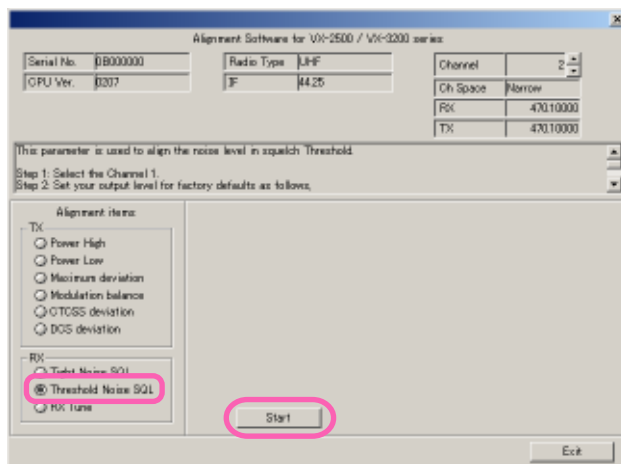 Alignment Software for VX-2500 / VX-3200 series
Serial No. 0B000000
CPU Ver. 0207
Radio Type UHF
IF 44.25
Channel 2
Ch Space Narrow
RX 470.10000
TX 470.10000
This parameter is used to align the noise level in squelch Threshold.
Step 1: Select the Channel 1.
Step 2: Set your output level for factory defaults as follows,
Alignment items
TX
Power High
Power Low
Maximum deviation
Modulation balance
CTCSS deviation
DCS deviation
RX
Tight Noise SQL
Threshold Noise SQL
RX Tune
Start
Exit